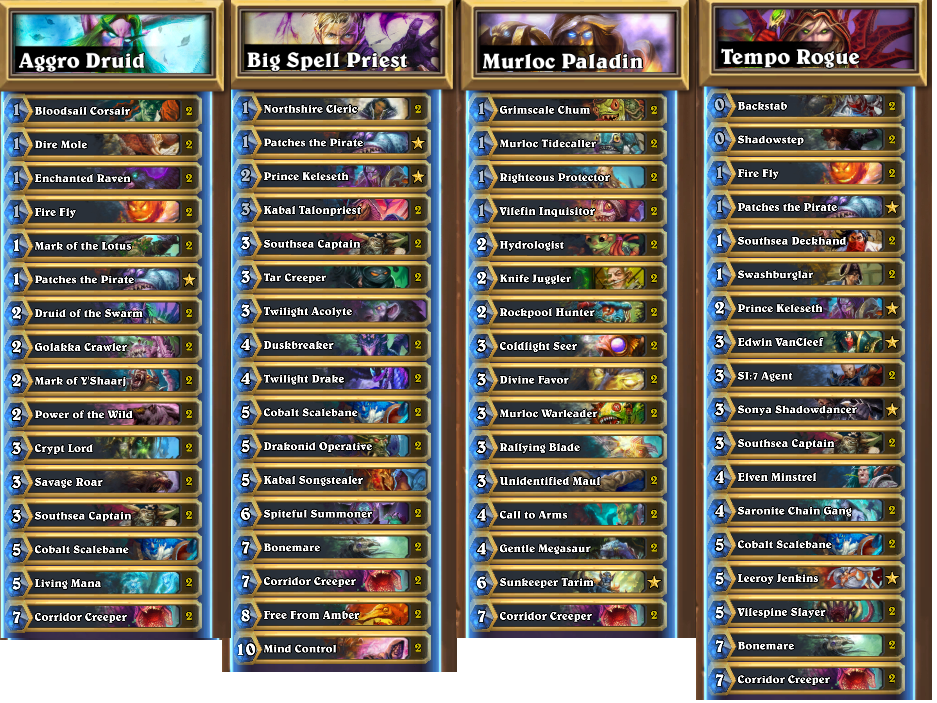 Aggro Druid
1 Bloodsail Corsair 2
1 Dire Mole 2
1 Enchanted Raven 2
1 Fire Fly 2
1 Mark of the Lotus 2
1 Patches the Pirate
2 Druid of the Swarm 2
2 Golakka Crawler 2
2 Mark of Y'Shaarj 2
2 Power of the Wild 2
3 Crypt Lord 2
3 Savage Roar 2
3 Southsea Captain 2
5 Cobalt Scalebane
5 Living Mana 2
7 Corridor Creeper 2
Big Spell Priest
1 Northshire Cleric 2
1 Patches the Pirate
2 Prince Keleseth
3 Kabal Talonpriest 2
3 Southsea Captain 2
3 Tar Creeper 2
3 Twilight Acolyte
4 Duskbreaker 2
4 Twilight Drake 2
5 Cobalt Scalebane 2
5 Drakonid Operative 2
5 Kabal Songstealer 2
6 Spiteful Summoner 2
7 Bonemare 2
7 Corridor Creeper 2
8 Free From Amber 2
10 Mind Control 2
Murloc Paladin
1 Grimscale Chum 2
1 Murloc Tidecaller 2
1 Righteous Protector 2
1 Vilefin Inquisitor 2
2 Hydrologist 2
2 Knife Juggler 2
2 Rockpool Hunter 2
3 Coldlight Seer 2
3 Divine Favor 2
3 Murloc Warleader 2
3 Rallying Blade
3 Unidentified Maul 2
4 Call to Arms 2
4 Gentle Megasaur 2
6 Sunkeeper Tarim
7 Corridor Creeper 2
Tempo Rogue
0 Backstab 2
0 Shadowstep 2
1 Fire Fly 2
1 Patches the Pirate
1 Southsea Deckhand 2
1 Swashburglar 2
2 Prince Keleseth
3 Edwin VanCleef
3 SI:7 Agent 2
3 Sonya Shadowdancer
3 Southsea Captain 2
4 Elven Minstrel
4 Saronite Chain Gang 2
5 Cobalt Scalebane 2
5 Leeroy Jenkins
5 Vilespine Slayer 2
7 Bonemare 2
7 Corridor Creeper 2